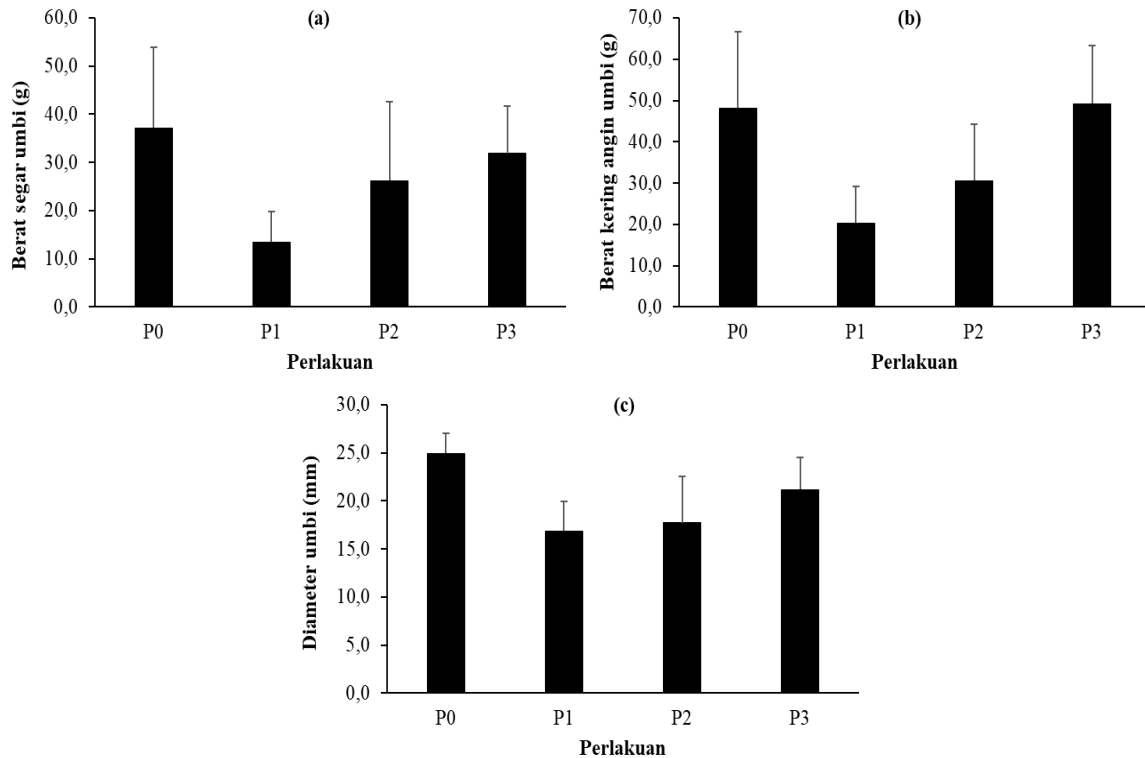 (a)
Berat segar umbi (g)
60,0
50,0
40,0
30,0
20,0
10,0
0,0
P0 P1 P2 P3
Perlakuan
(b)
Berat kering angin umbi (g)
70,0
60,0
50,0
40,0
30,0
20,0
10,0
0,0
P0 P1 P2 P3
Perlakuan
(c)
Diameter umbi (mm)
30,0
25,0
20,0
15,0
10,0
5,0
0,0
P0 P1 P2 P3
Perlakuan